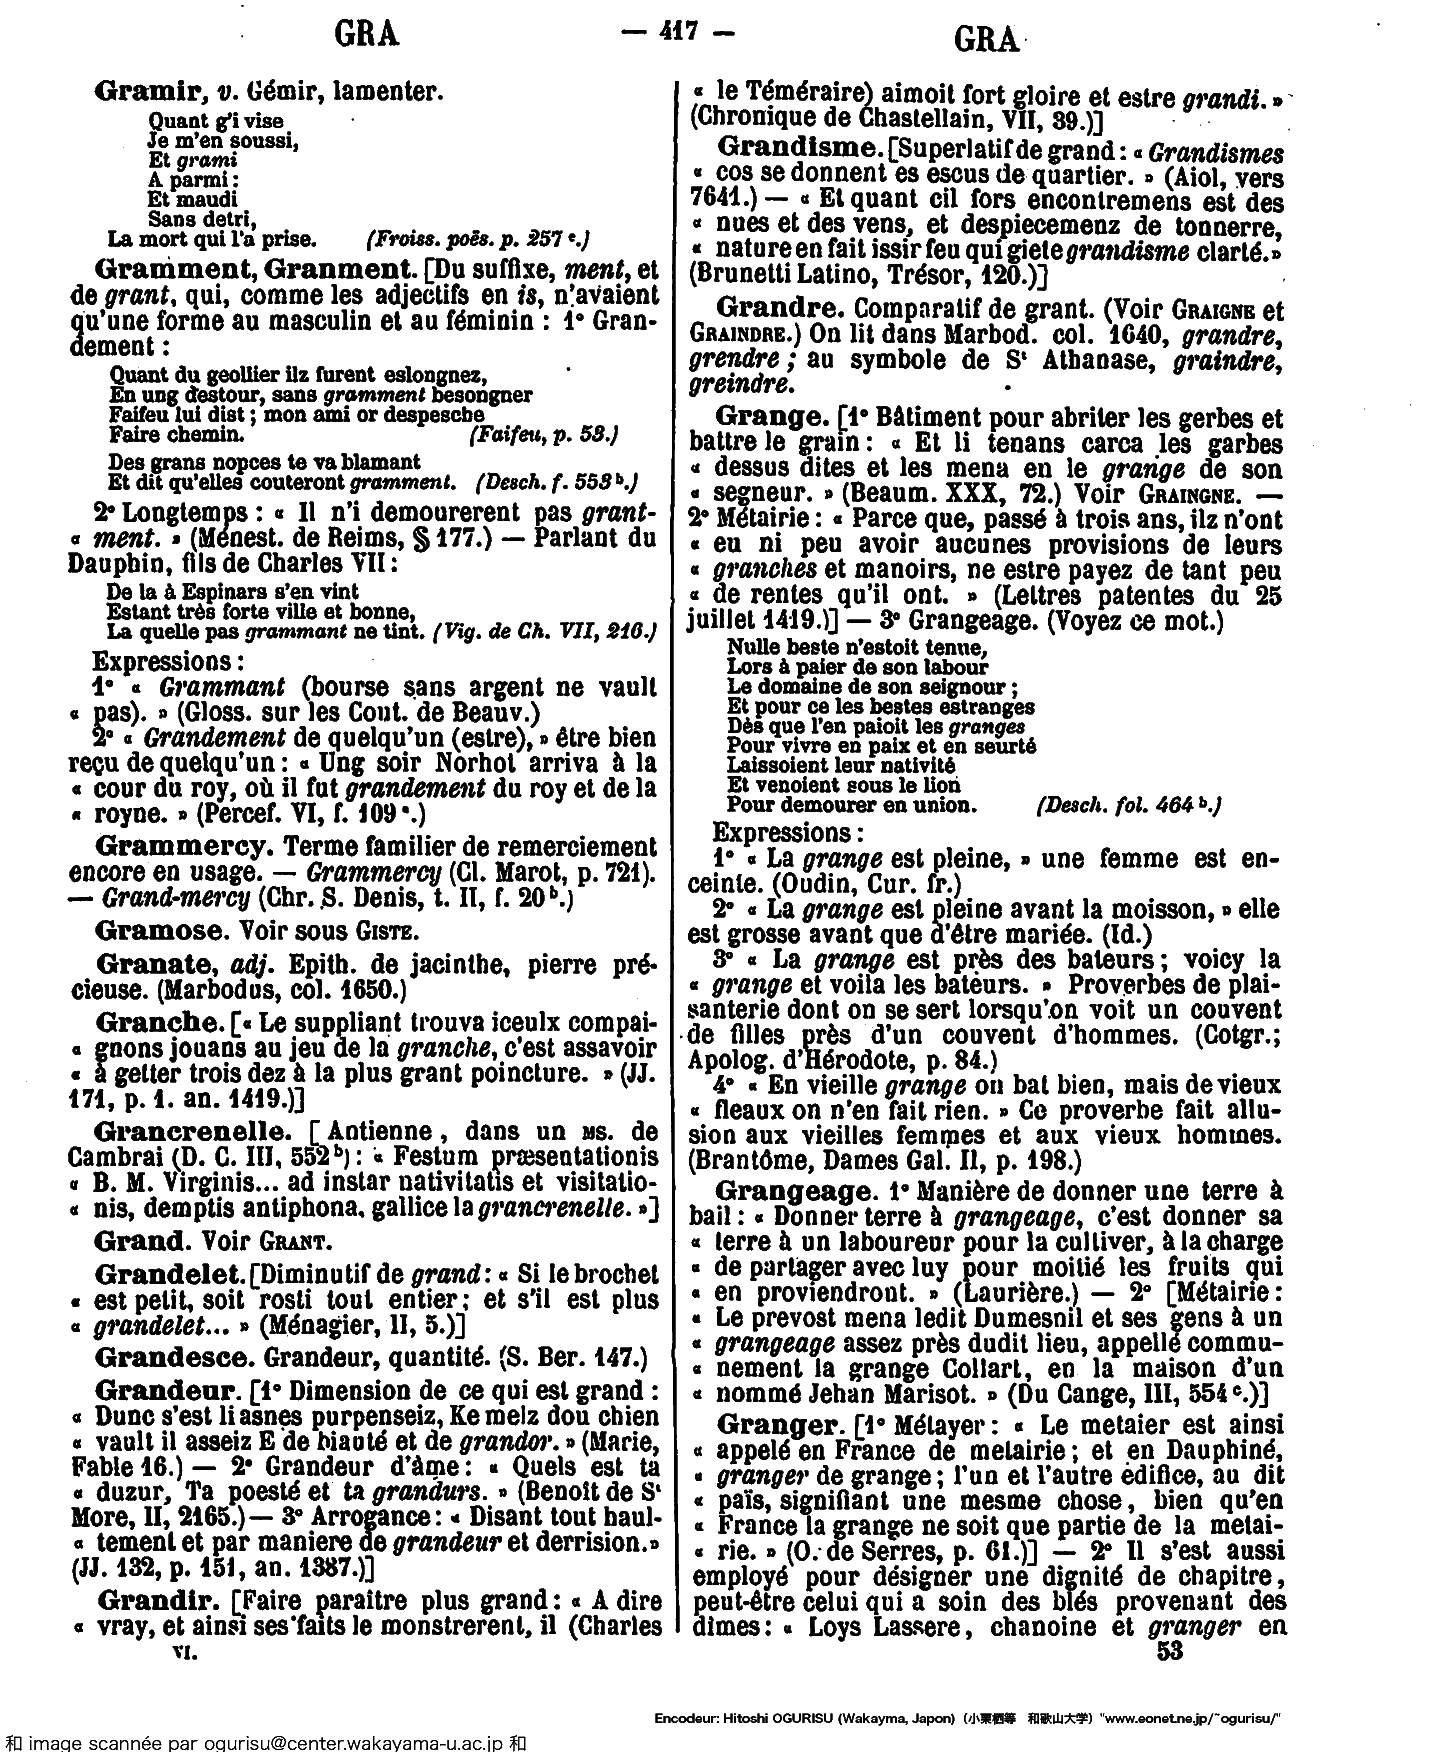 GRA
— 417 —
GRA
Gramir, v. Gémir, lamenter.
Quant g'i vise
Je m'en soussi,
Et grami
A parmi :
Et maudi
Sans detri,
La mort qui l'a prise. (Froiss. poës. p. 257 e.)
Gramment, Granment. [Du suffixe, ment, et
de grant, qui, comme les adjectifs en is, n'avaient
qu'une forme au masculin et au féminin : 1° Gran-
dement :
Quant du geollier ilz furent eslongnez,
En ung destour, sans gramment besongner
Faifeu lui dist ; mon ami or despesche
Faire chemin. (Faifeu, p. 53.)
Des grans nopces te va blamant
Et dit qu'elles couteront gramment. (Desch. f. 553 b.)
2° Longtemps : « Il n'i demourerent pas grant-
« ment. » (Ménest. de Reims, § 177.) — Parlant du
Dauphin, fils de Charles VII :
De la à Espinars s'en vint
Estant très forte ville et bonne,
La quelle pas grammant ne tint. (Vig. de Ch. VII, 216.)
Expressions :
1° « Grammant (bourse sans argent ne vault
« pas). » (Gloss. sur les Cout. de Beauv.)
2° « Grandement de quelqu'un (estre), » être bien
reçu de quelqu'un : « Ung soir Norhot arriva à la
« cour du roy, où il fut grandement du roy et de la
« royne. » (Percef. VI, f. 109 a.)
Grammercy. Terme familier de remerciement
encore en usage. — Grammercy (Cl. Marot, p. 721).
— Grand-mercy (Chr. S. Denis, t. II, f. 20 b.)
Gramose. Voir sous GISTE.
Granate, adj. Epith. de jacinthe, pierre pré-
cieuse. (Marbodus, col. 1650.)
Granche. [« Le suppliant trouva iceulx compai-
« gnons jouans au jeu de la granche, c'est assavoir
« à getter trois dez à la plus grant poincture. » (JJ.
171, p. 1. an. 1419.)]
Grancrenelle. [ Antienne, dans un MS. de
Cambrai (D. C. III, 552 b) : « Festum præsentationis
« B. M. Virginis... ad instar nativitatis et visitatio-
« nis, demptis antiphona, gallice la grancrenelle. »]
Grand. Voir GRANT.
Grandelet. [Diminutif de grand : « Si le brochet
« est petit, soit rosti tout entier ; et s'il est plus
« grandelet... » (Ménagier, II, 5.)]
Grandesce. Grandeur, quantité. (S. Ber. 147.)
Grandeur. [1° Dimension de ce qui est grand :
« Dunc s'est li asnes purpenseiz, Ke melz dou chien
« vault il asseiz E de biauté et de grandor. » (Marie,
Fable 16.) — 2° Grandeur d'âme : « Quels est ta
« duzur, Ta poesté et ta grandurs. » (Benoît de St
More, II, 2165.) — 3° Arrogance : « Disant tout haul-
« tement et par maniere de grandeur et derrision.»
(JJ. 132, p. 151, an. 1387.)]
Grandir. [Faire paraître plus grand : « A dire
« vray, et ainsi ses faits le monstrerent, il (Charles
VI.
« le Téméraire) aimoit fort gloire et estre grandi. »
(Chronique de Chastellain, VII, 39.)]
Grandisme. [Superlatif de grand : « Grandismes
« cos se donnent es escus de quartier. » (Aiol, vers
7641.) — « Et quant cil fors encontremens est des
« nues et des vens, et despiecemenz de tonnerre,
« nature en fait issir feu qui giete grandisme clarté.»
(Brunetti Latino, Trésor, 120.)]
Grandre. Comparatif de grant. (Voir GRAIGNE et
GRAINDRE.) On lit dans Marbod. col. 1640, grandre,
grendre ; au symbole de St Athanase, graindre,
greindre.
Grange. [1° Bâtiment pour abriter les gerbes et
battre le grain : « Et li tenans carca les garbes
« dessus dites et les mena en le grange de son
« segneur. » (Beaum. XXX, 72.) Voir GRAINGNE. —
2° Métairie : « Parce que, passé à trois ans, ilz n'ont
« eu ni peu avoir aucunes provisions de leurs
« granches et manoirs, ne estre payez de tant peu
« de rentes qu'il ont. » (Lettres patentes du 25
juillet 1419.)] — 3° Grangeage. (Voyez ce mot.)
Nulle beste n'estoit tenue,
Lors à paier de son labour
Le domaine de son seignour ;
Et pour ce les bestes estranges
Dès que l'en paioit les granges
Pour vivre en paix et en seurté
Laissoient leur nativité
Et venoient sous le lion
Pour demourer en union. (Desch. fol. 464 b.)
Expressions :
1° « La grange est pleine, » une femme est en-
ceinte. (Oudin, Cur. fr.)
2° « La grange est pleine avant la moisson, » elle
est grosse avant que d'être mariée. (Id.)
3° « La grange est près des bateurs ; voicy la
« grange et voila les bateurs. » Proverbes de plai-
santerie dont on se sert lorsqu'on voit un couvent
de filles près d'un couvent d'hommes. (Cotgr.;
Apolog. d'Hérodote, p. 84.)
4° « En vieille grange on bat bien, mais de vieux
« fleaux on n'en fait rien. » Ce proverbe fait allu-
sion aux vieilles femmes et aux vieux hommes.
(Brantôme, Dames Gal. II, p. 198.)
Grangeage. 1° Manière de donner une terre à
bail : « Donner terre à grangeage, c'est donner sa
« terre à un laboureur pour la cultiver, à la charge
« de partager avec luy pour moitié les fruits qui
« en proviendront. » (Laurière.) — 2° [Métairie :
« Le prevost mena ledit Dumesnil et ses gens à un
« grangeage assez près dudit lieu, appellé commu-
« nement la grange Collart, en la maison d'un
« nommé Jehan Marisot. » (Du Cange, III, 554 c.)]
Granger. [1° Métayer : « Le metaier est ainsi
« appelé en France de metairie ; et en Dauphiné,
« granger de grange ; l'un et l'autre édifice, au dit
« païs, signifiant une mesme chose, bien qu'en
« France la grange ne soit que partie de la metai-
« rie. » (O. de Serres, p. 61.)] — 2° Il s'est aussi
employé pour désigner une dignité de chapitre,
peut-être celui qui a soin des blés provenant des
dîmes : « Loys Lassere, chanoine et granger en
53
Encodeur: Hitoshi OGURISU (Wakayma, Japon) (小栗栖等 和歌山大学) "www.eonet.ne.jp/~ogurisu/"
和 image scannée par ogurisu@center.wakayama-u.ac.jp 和